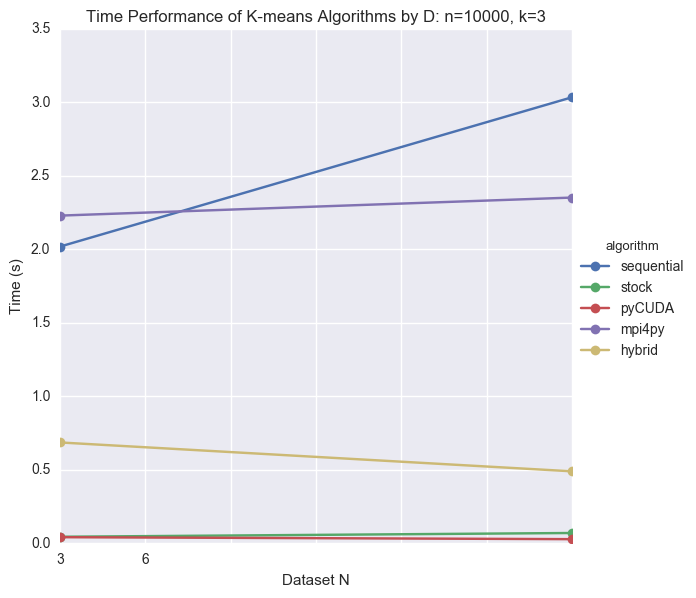 Time Performance of K-means Algorithms by D: n=10000, k=3
3.5
3.0
2.5
2.0
1.5
1.0
0.5
0.0
Time (s)
3 6
Dataset N
algorithm
sequential
stock
pyCUDA
mpi4py
hybrid